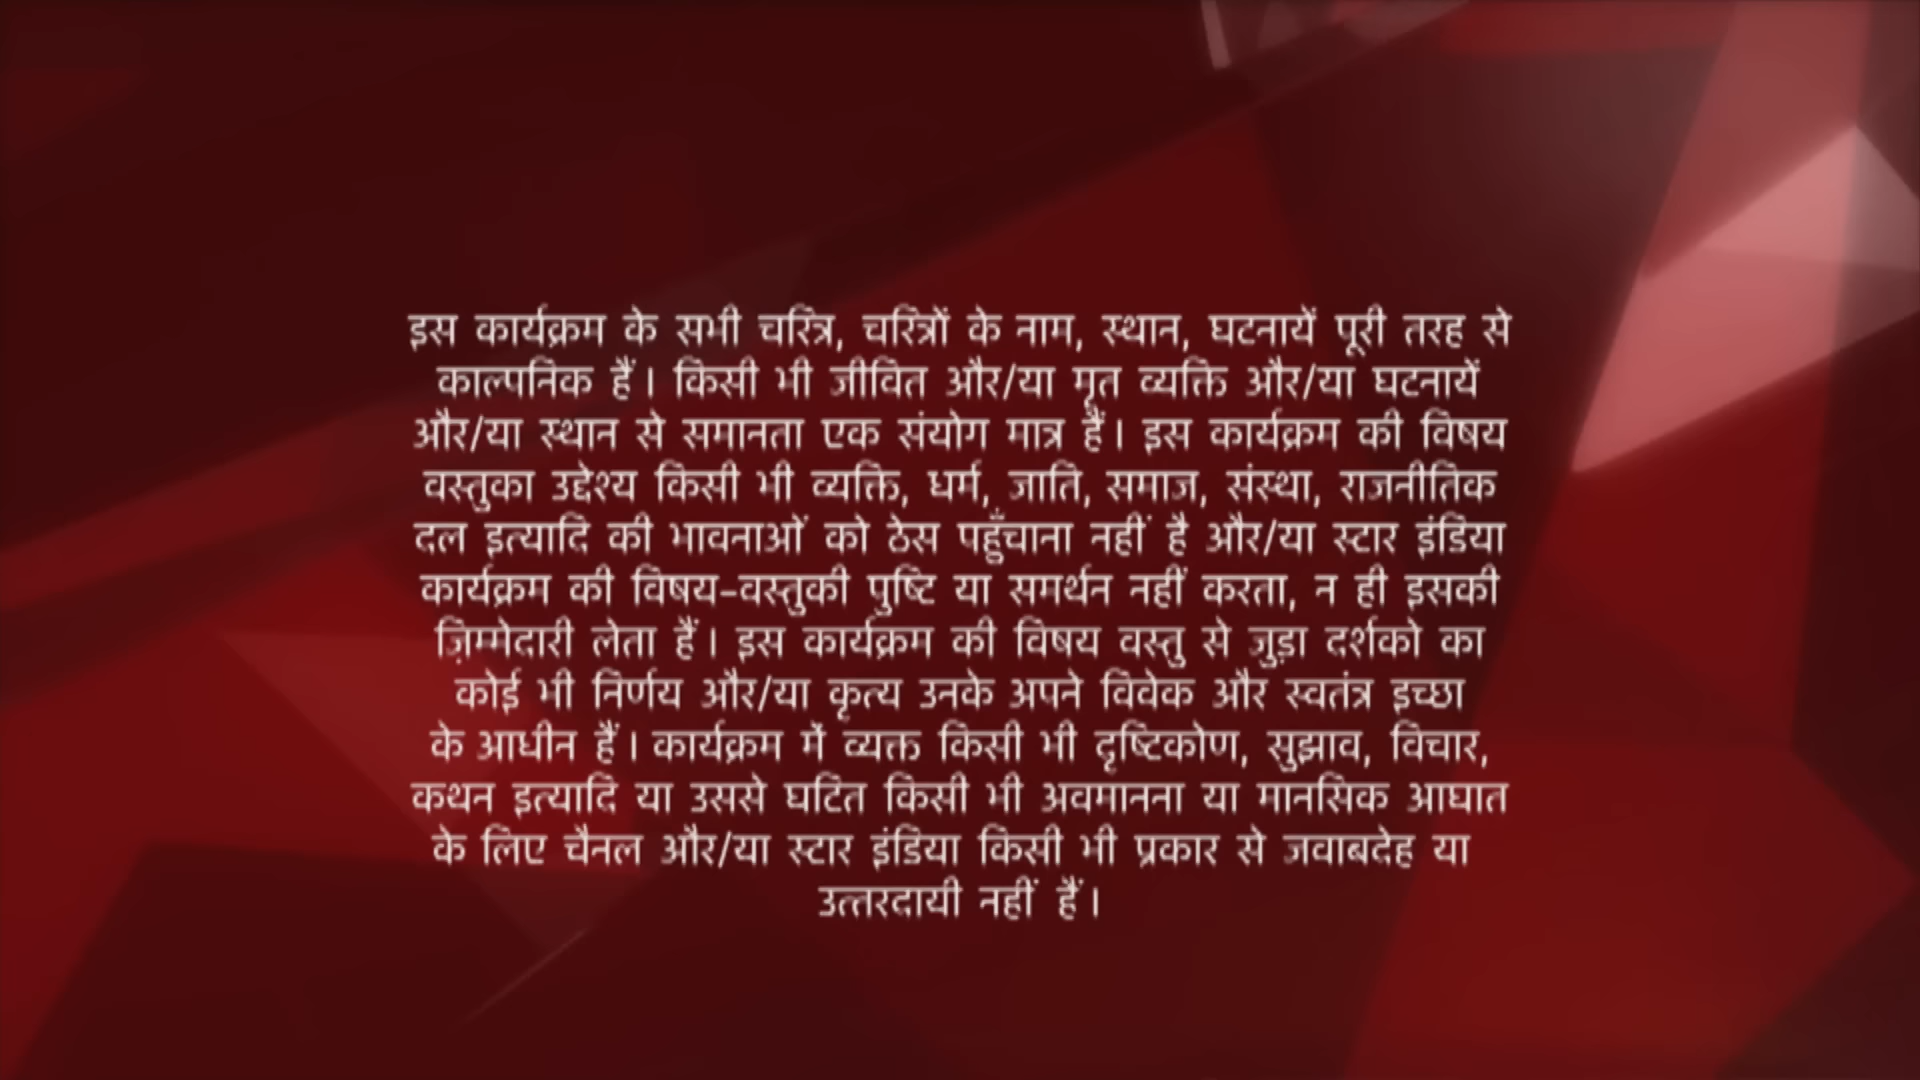 इस कार्यक्रम के सभी चरित्र, चरित्रों के नाम, स्थान, घटनायें पूरी तरह से
काल्पनिक हैं। किसी भी जीवित और/या मृत व्यक्ति और/या घटनायें
और/या स्थान से समानता एक संयोग मात्र हैं। इस कार्यक्रम की विषय
वस्तुका उद्देश्य किसी भी व्यक्ति, धर्म, जाति, समाज, संस्था, राजनीतिक
दल इत्यादि की भावनाओं को ठेस पहुँचाना नहीं है और/या स्टार इंडिया
कार्यक्रम की विषय-वस्तुकी पुष्टि या समर्थन नहीं करता, न ही इसकी
ज़िम्मेदारी लेता हैं। इस कार्यक्रम की विषय वस्तु से जुड़ा दर्शको का
कोई भी निर्णय और/या कृत्य उनके अपने विवेक और स्वतंत्र इच्छा
के आधीन हैं। कार्यक्रम में व्यक्त किसी भी दृष्टिकोण, सुझाव, विचार,
कथन इत्यादि या उससे घटित किसी भी अवमानना या मानसिक आघात
के लिए चैनल और/या स्टार इंडिया किसी भी प्रकार से जवाबदेह या
उत्तरदायी नहीं हैं।